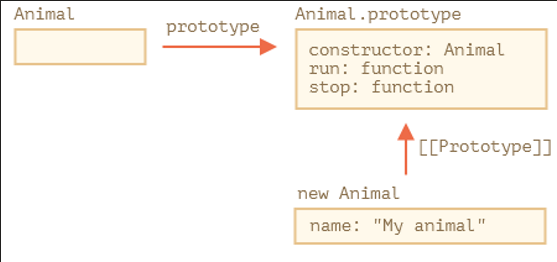 Animal
prototype
Animal.prototype
constructor: Animal
run: function
stop: function
[[Prototype]]
new Animal
name: "My animal"